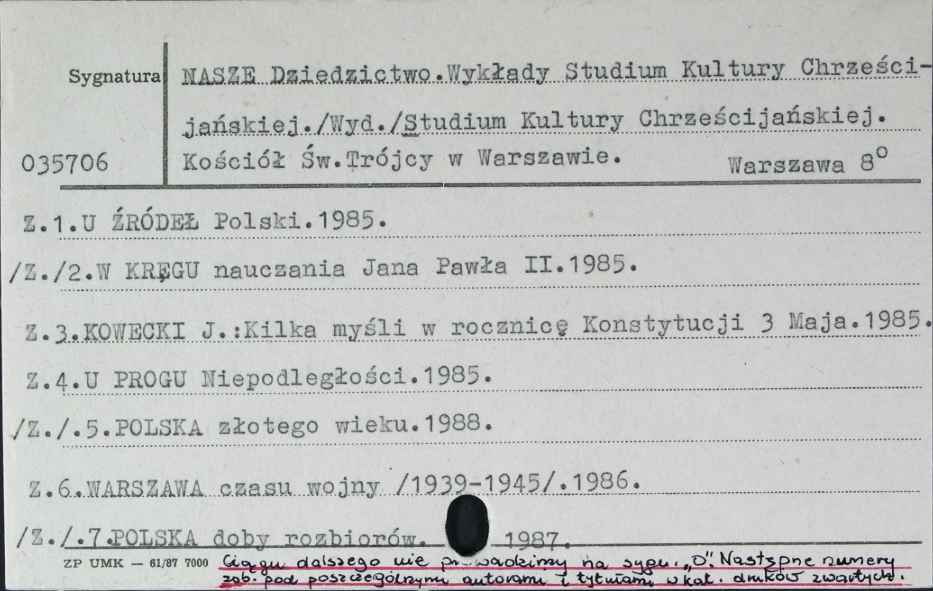 Sygnatura NASZE Dziedzictwo.Wykłady Studium Kultury Chrześci-
jańskiej./Wyd./Studium Kultury Chrześcijańskiej.
035706 Kościół Św.Trójcy w Warszawie. Warszawa 8°
Z.1.U ŹRÓDEŁ Polski.1985.
/Z./2.W KRĘGU nauczania Jana Pawła II.1985.
Z.3.KOWECKI J.:Kilka myśli w rocznicę Konstytucji 3 Maja.1985.
Z.4.U PROGU Niepodległości.1985.
/Z./.5.POLSKA złotego wieku.1988.
Z.6.WARSZAWA czasu wojny /1939-1945/.1986.
/Z./.7.POLSKA doby rozbiorów. 1987.
ZP UMK — 61/87 7000 Ciągu dalszego nie prowadzimy na sygn. „0". Następne numery
zob. pod poszczególnymi autorami i tytułami w kat. druków zwartych.